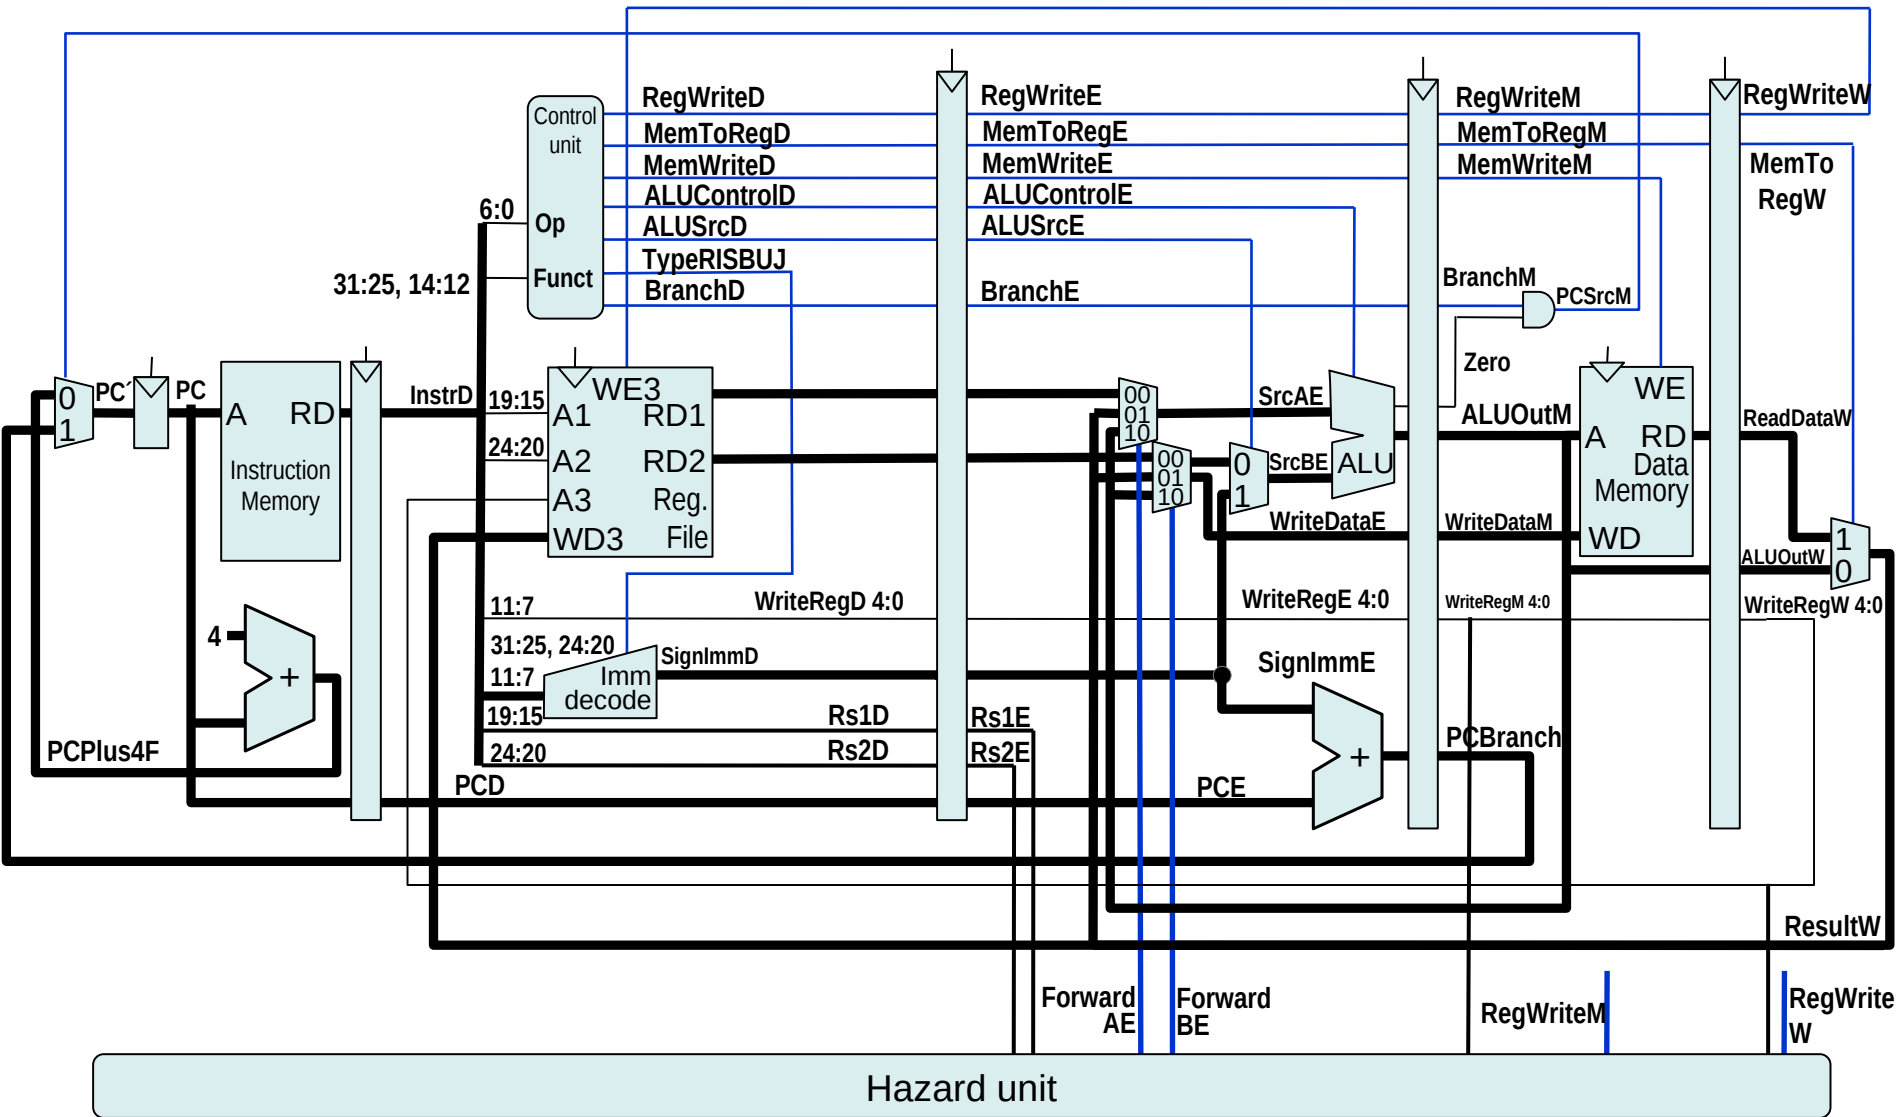 RegWriteD
RegWriteE
RegWriteM
RegWriteW
Control
unit
MemToRegD
MemToRegE
MemToRegM
MemWriteD
MemWriteE
MemWriteM
MemTo
RegW
ALUControlD
ALUControlE
6:0
Op
ALUSrcD
ALUSrcE
TypeRISBUJ
31:25, 14:12
Funct
BranchD
BranchE
BranchM
PCSrcM
Zero
0
1
PC´
PC
A
RD
Instruction
Memory
InstrD
19:15
24:20
WE3
A1
RD1
A2
RD2
A3
Reg.
WD3
File
00
01
10
00
01
10
SrcAE
0
1
SrcBE
ALU
ALUOutM
WE
A
RD
Data
Memory
WD
ReadDataW
WriteDataE
WriteDataM
1
0
ALUOutW
11:7
WriteRegD 4:0
WriteRegE 4:0
WriteRegM 4:0
WriteRegW 4:0
4
+
31:25, 24:20
11:7
Imm
decode
SignImmD
SignImmE
19:15
Rs1D
Rs1E
24:20
Rs2D
Rs2E
PCPlus4F
PCD
PCE
+
PCBranch
ResultW
Forward
AE
Forward
BE
RegWriteM
RegWrite
W
Hazard unit